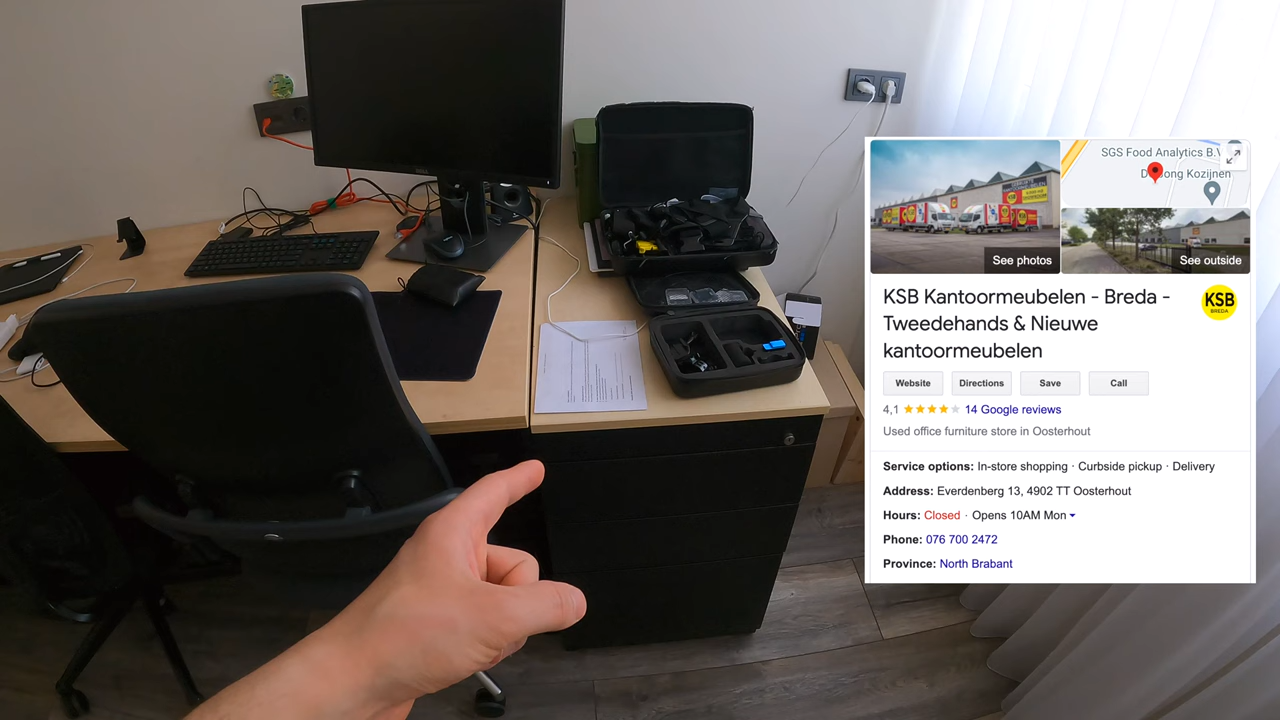 SGS Food Analytics B.V
See photos
See outside
KSB Kantoormeubelen - Breda -
Tweedehands & Nieuwe
kantoormeubelen
KSB
BREDA
Website
Directions
Save
Call
4,1
14 Google reviews
Used office furniture store in Oosterhout
Service options: In-store shopping · Curbside pickup · Delivery
Address: Everdenberg 13, 4902 TT Oosterhout
Hours: Closed · Opens 10AM Mon
Phone: 076 700 2472
Province: North Brabant